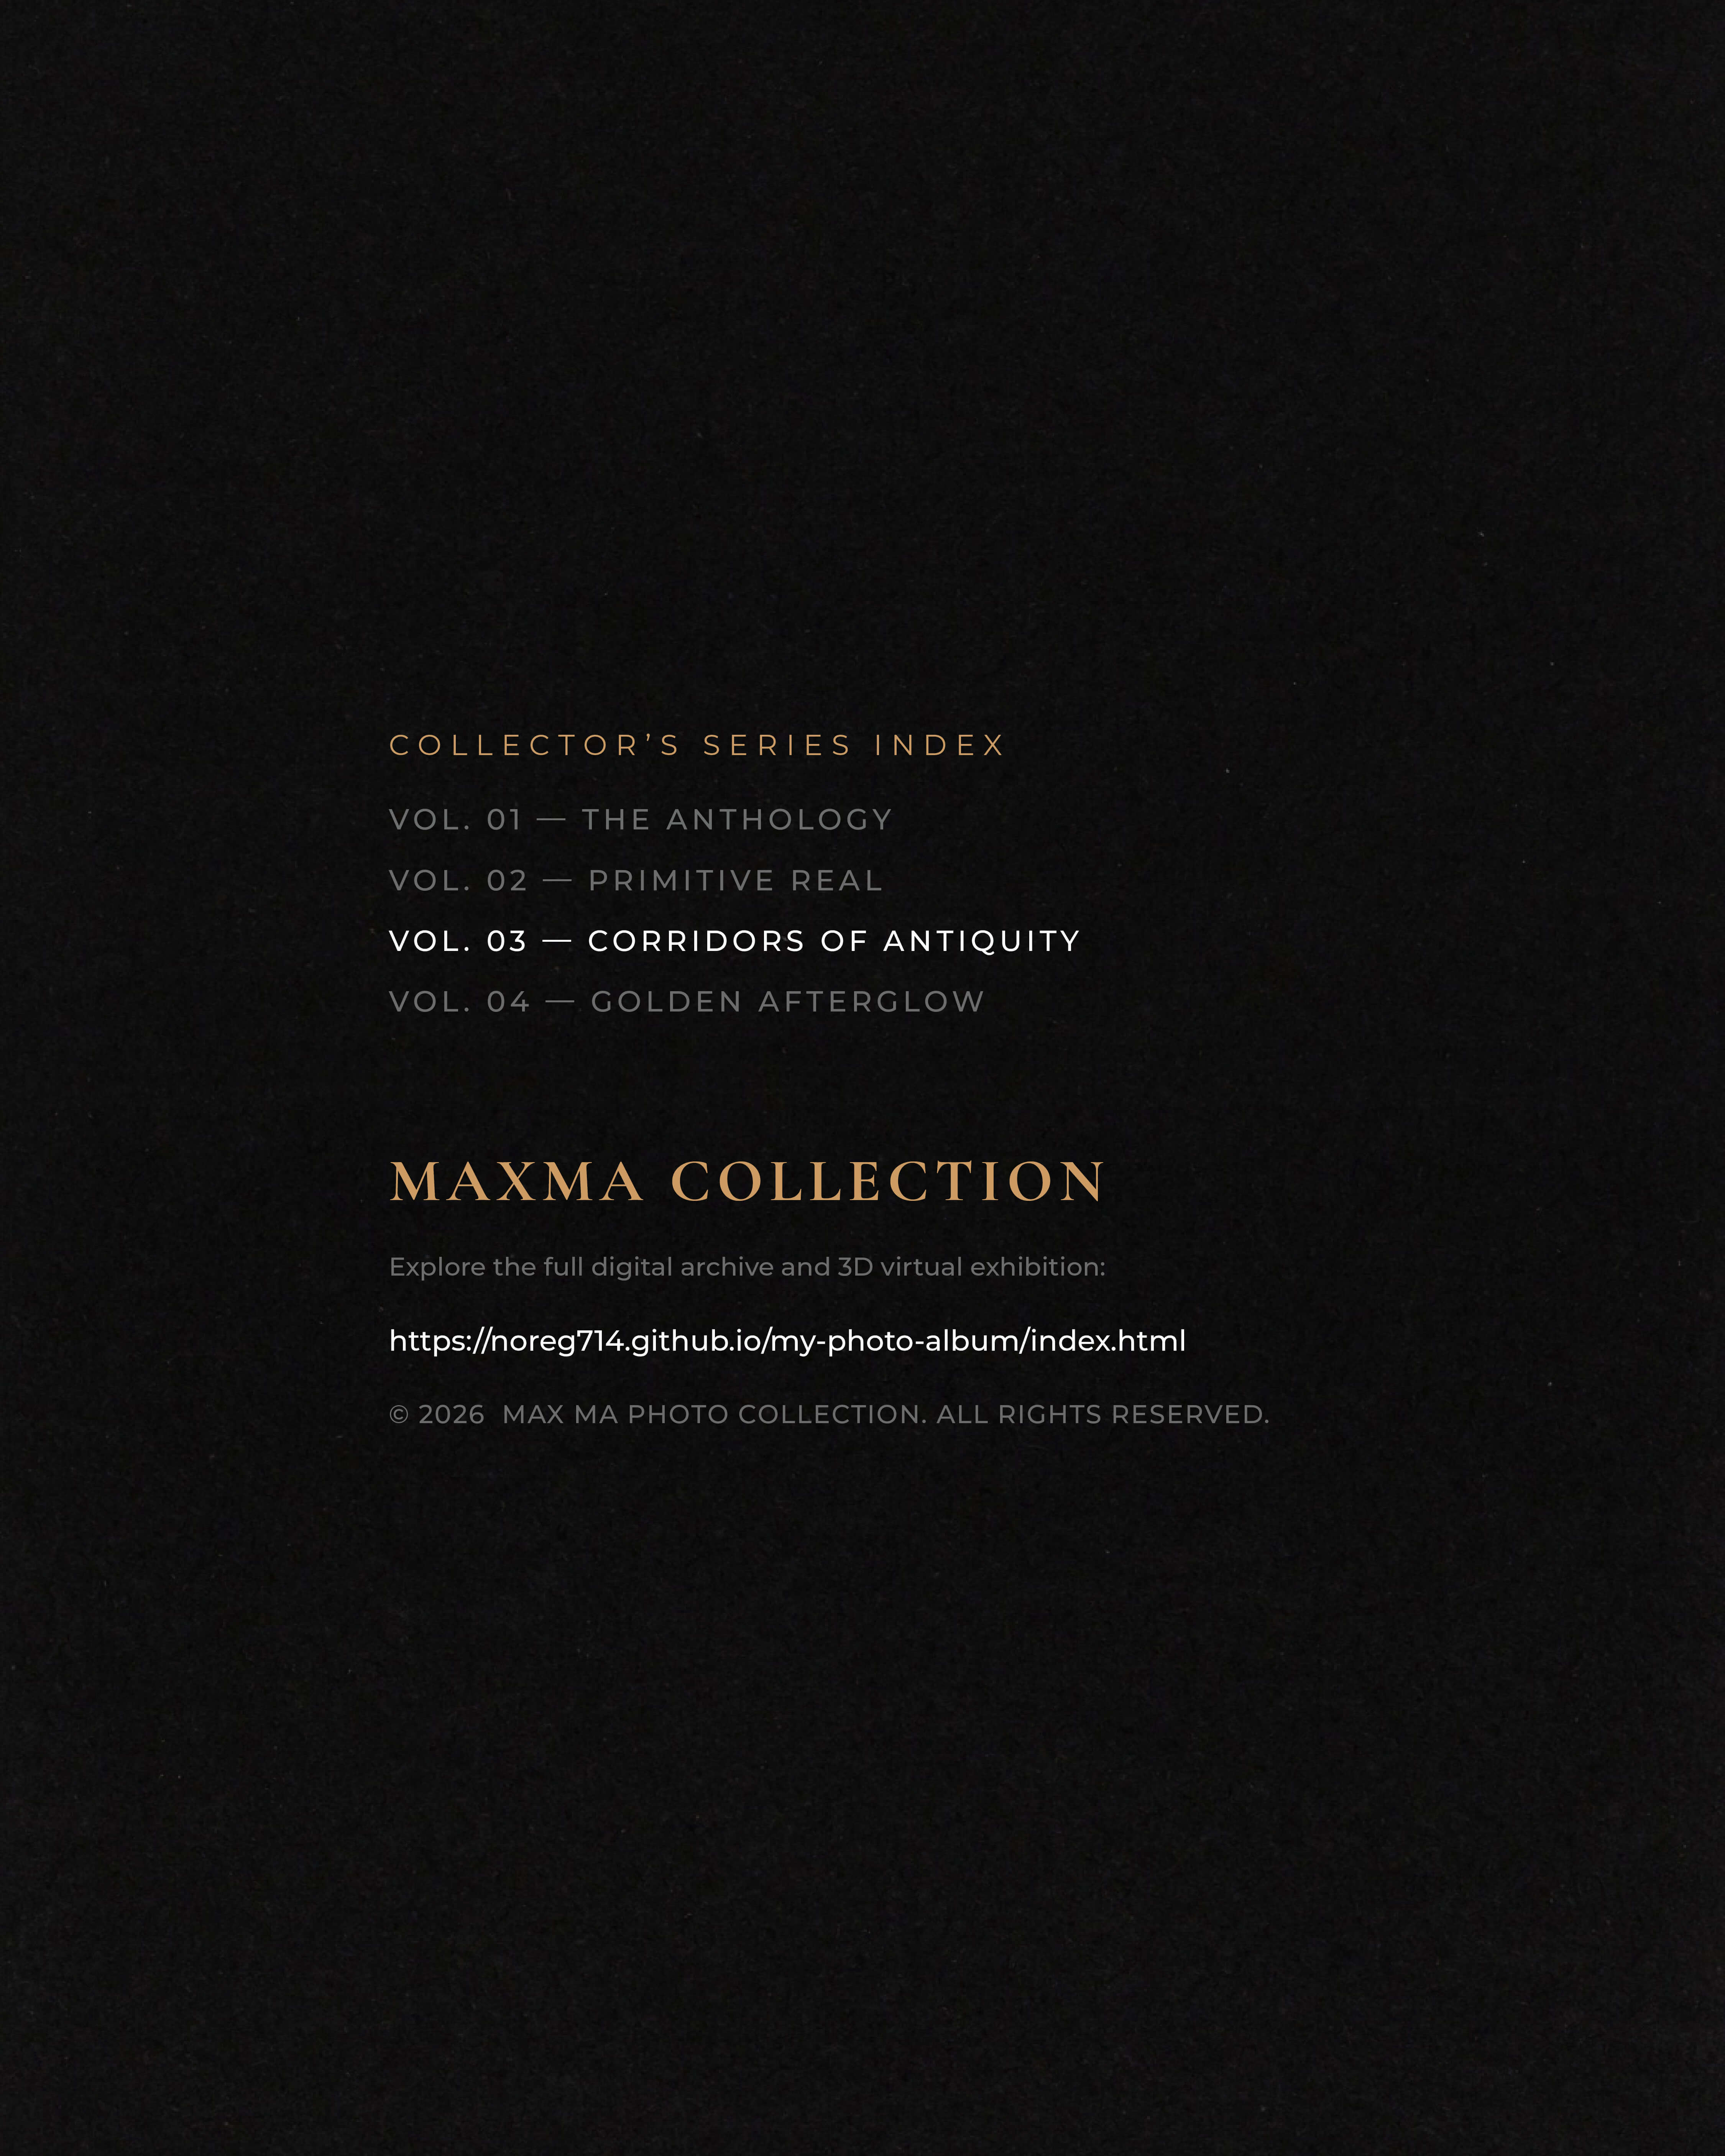 COLLECTOR’S SERIES INDEX
VOL. 01 — THE ANTHOLOGY
VOL. 02 — PRIMITIVE REAL
VOL. 03 — CORRIDORS OF ANTIQUITY
VOL. 04 — GOLDEN AFTERGLOW
MAXMA COLLECTION
Explore the full digital archive and 3D virtual exhibition:
https://noreg714.github.io/my-photo-album/index.html
© 2026 MAX MA PHOTO COLLECTION. ALL RIGHTS RESERVED.